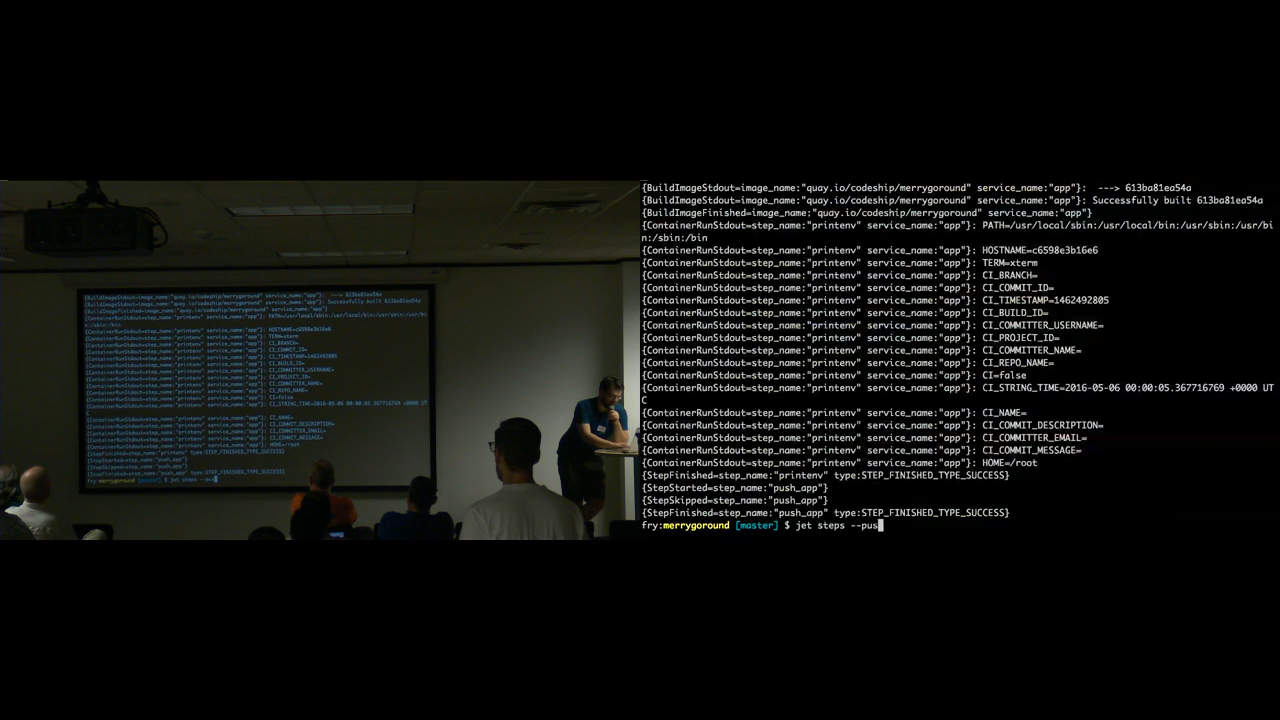 {BuildImageStdout=image_name:"quay.io/codeship/merrygoround" service_name:"app"}:  ---> 613ba81ea54a
{BuildImageStdout=image_name:"quay.io/codeship/merrygoround" service_name:"app"}: Successfully built 613ba81ea54a
{BuildImageFinished=image_name:"quay.io/codeship/merrygoround" service_name:"app"}
{ContainerRunStdout=step_name:"printenv" service_name:"app"}: PATH=/usr/local/sbin:/usr/local/bin:/usr/sbin:/usr/bi
n:/sbin:/bin
{ContainerRunStdout=step_name:"printenv" service_name:"app"}: HOSTNAME=c6598e3b16e6
{ContainerRunStdout=step_name:"printenv" service_name:"app"}: TERM=xterm
{ContainerRunStdout=step_name:"printenv" service_name:"app"}: CI_BRANCH=
{ContainerRunStdout=step_name:"printenv" service_name:"app"}: CI_COMMIT_ID=
{ContainerRunStdout=step_name:"printenv" service_name:"app"}: CI_TIMESTAMP=1462492805
{ContainerRunStdout=step_name:"printenv" service_name:"app"}: CI_BUILD_ID=
{ContainerRunStdout=step_name:"printenv" service_name:"app"}: CI_COMMITTER_USERNAME=
{ContainerRunStdout=step_name:"printenv" service_name:"app"}: CI_PROJECT_ID=
{ContainerRunStdout=step_name:"printenv" service_name:"app"}: CI_COMMITTER_NAME=
{ContainerRunStdout=step_name:"printenv" service_name:"app"}: CI_REPO_NAME=
{ContainerRunStdout=step_name:"printenv" service_name:"app"}: CI=false
{ContainerRunStdout=step_name:"printenv" service_name:"app"}: CI_STRING_TIME=2016-05-06 00:00:05.367716769 +0000 UT
C
{ContainerRunStdout=step_name:"printenv" service_name:"app"}: CI_NAME=
{ContainerRunStdout=step_name:"printenv" service_name:"app"}: CI_COMMIT_DESCRIPTION=
{ContainerRunStdout=step_name:"printenv" service_name:"app"}: CI_COMMITTER_EMAIL=
{ContainerRunStdout=step_name:"printenv" service_name:"app"}: CI_COMMIT_MESSAGE=
{ContainerRunStdout=step_name:"printenv" service_name:"app"}: HOME=/root
{StepFinished=step_name:"printenv" type:STEP_FINISHED_TYPE_SUCCESS}
{StepStarted=step_name:"push_app"}
{StepSkipped=step_name:"push_app"}
{StepFinished=step_name:"push_app" type:STEP_FINISHED_TYPE_SUCCESS}
fry:merrygoround [master] $ jet steps --pus